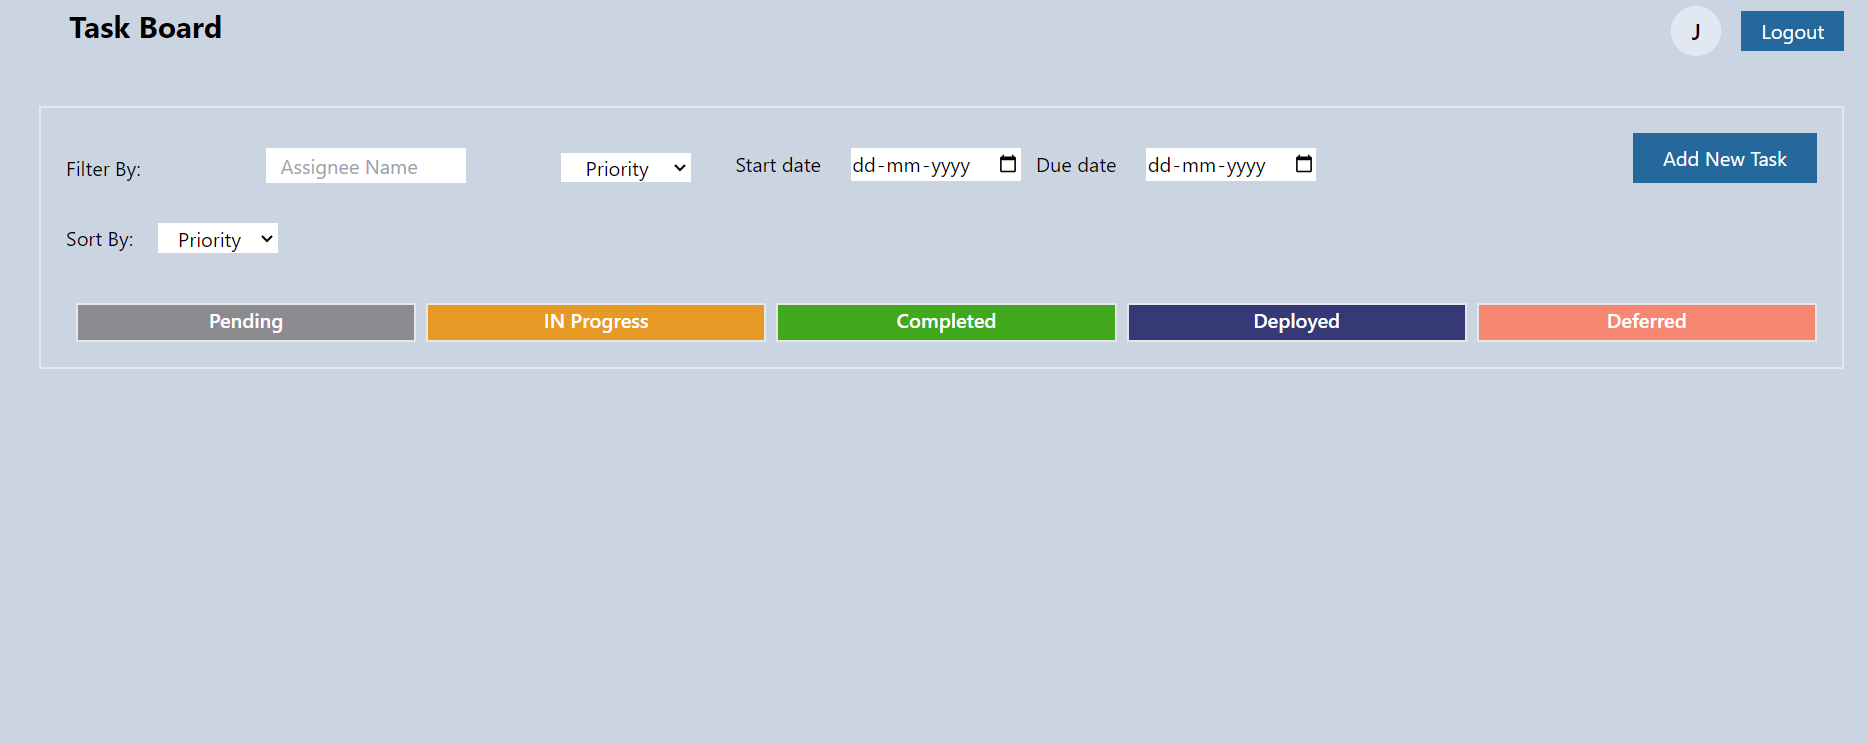 Task Board
J
Logout
Filter By:
Assignee Name
Priority
Start date
dd-mm-yyyy
Due date
dd-mm-yyyy
Add New Task
Sort By:
Priority
Pending
IN Progress
Completed
Deployed
Deferred